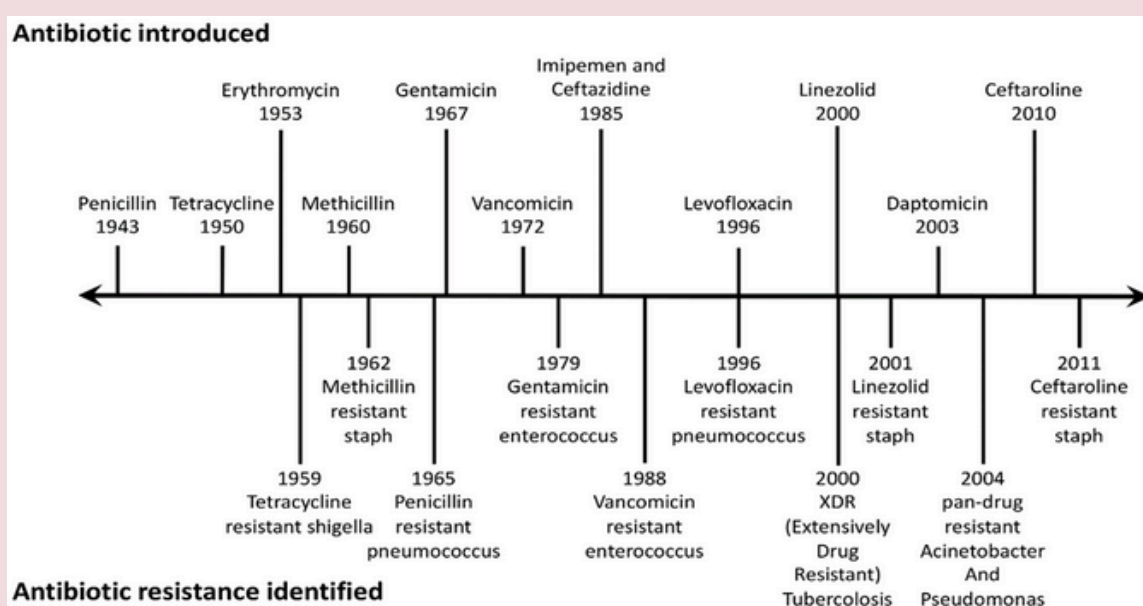 Antibiotic introduced
Penicillin
1943
Tetracycline
1950
Erythromycin
1953
Methicillin
1960
Gentamicin
1967
Vancomicin
1972
Imipemen and
Ceftazidine
1985
Levofloxacin
1996
Linezolid
2000
Daptomicin
2003
Ceftaroline
2010
1959
Tetracycline
resistant shigella
1962
Methicillin
resistant
staph
1965
Penicillin
resistant
pneumococcus
1979
Gentamicin
resistant
enterococcus
1988
Vancomicin
resistant
enterococcus
1996
Levofloxacin
resistant
pneumococcus
2000
XDR
(Extensively
Drug
Resistant)
Tubercolosis
2001
Linezolid
resistant
staph
2004
pan-drug
resistant
Acinetobacter
And
Pseudomonas
2011
Ceftaroline
resistant
staph
Antibiotic resistance identified